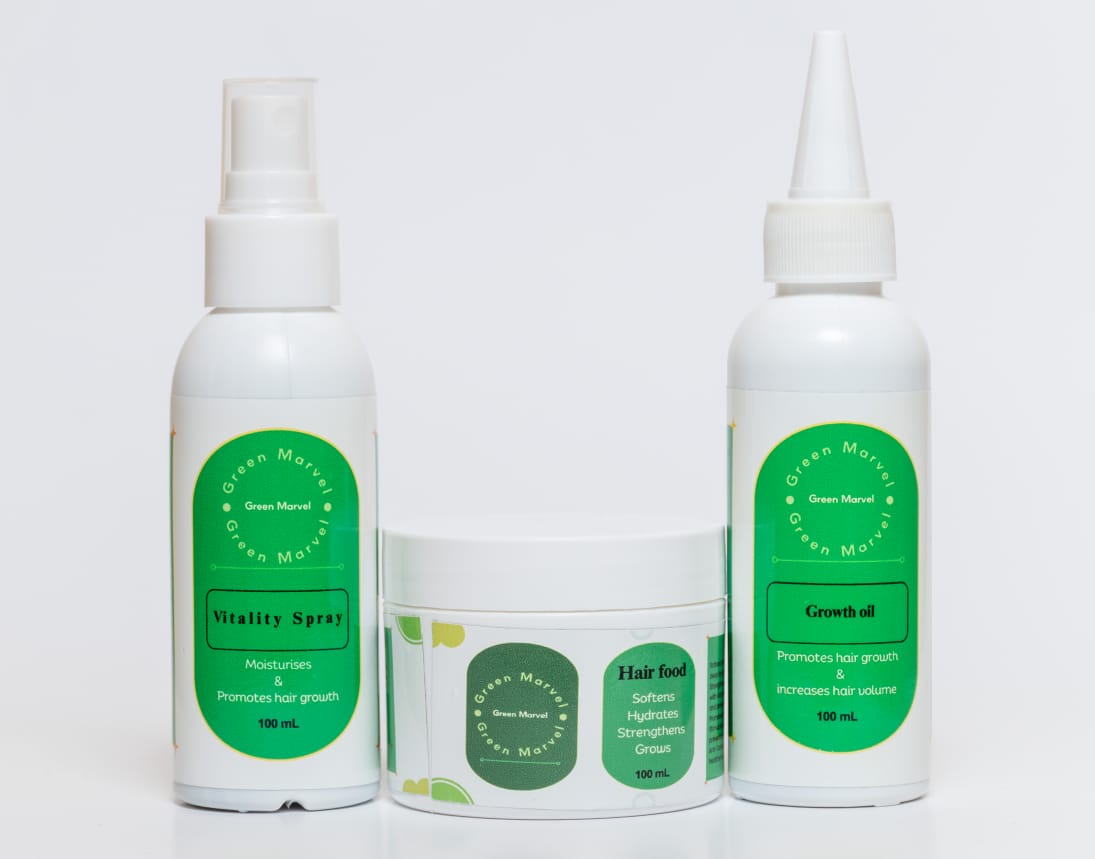 Green Marvel
Green Marvel
Green Marvel
Vitality Spray
Moisturises
&
Promotes hair growth
100 mL
Green Marvel
Green Marvel
Green Marvel
Hair food
Softens
Hydrates
Strengthens
Grows
100 mL
Green Marvel
Green Marvel
Green Marvel
Growth oil
Promotes hair growth
&
increases hair volume
100 mL